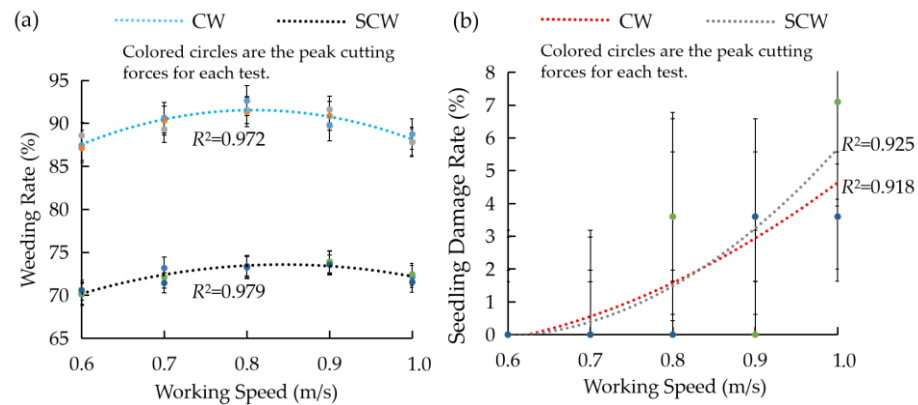 (a)
CW
SCW
Colored circles are the peak cutting
forces for each test.
95
90
85
80
75
70
65
Weeding Rate (%)
R²=0.972
R²=0.979
0.6 0.7 0.8 0.9 1.0
Working Speed (m/s)
(b)
CW
SCW
Colored circles are the peak cutting
forces for each test.
8
7
6
5
4
3
2
1
0
Seedling Damage Rate (%)
R²=0.925
R²=0.918
0.6 0.7 0.8 0.9 1.0
Working Speed (m/s)